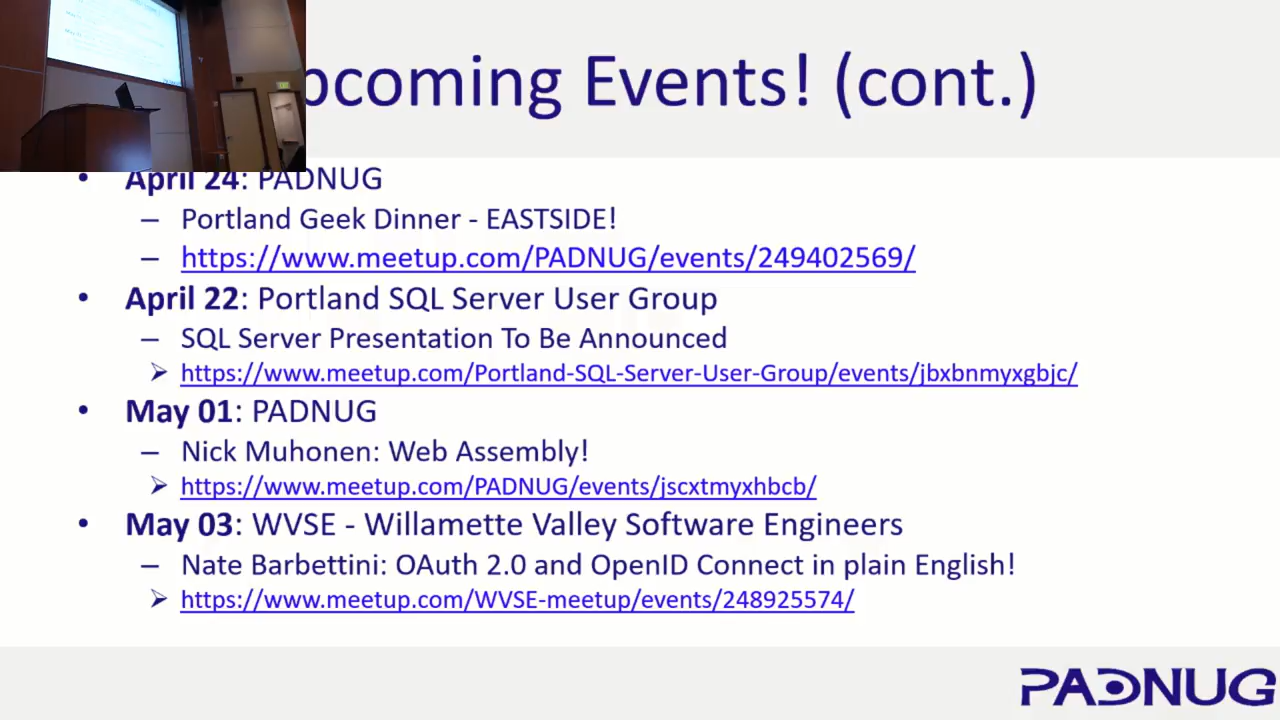 pcoming Events! (cont.)
• April 24: PADNUG
– Portland Geek Dinner - EASTSIDE!
– https://www.meetup.com/PADNUG/events/249402569/
• April 22: Portland SQL Server User Group
– SQL Server Presentation To Be Announced
➢ https://www.meetup.com/Portland-SQL-Server-User-Group/events/jbxbnmyxgbjc/
• May 01: PADNUG
– Nick Muhonen: Web Assembly!
➢ https://www.meetup.com/PADNUG/events/jscxtmyxhbcb/
• May 03: WVSE - Willamette Valley Software Engineers
– Nate Barbettini: OAuth 2.0 and OpenID Connect in plain English!
➢ https://www.meetup.com/WVSE-meetup/events/248925574/
PADNUG